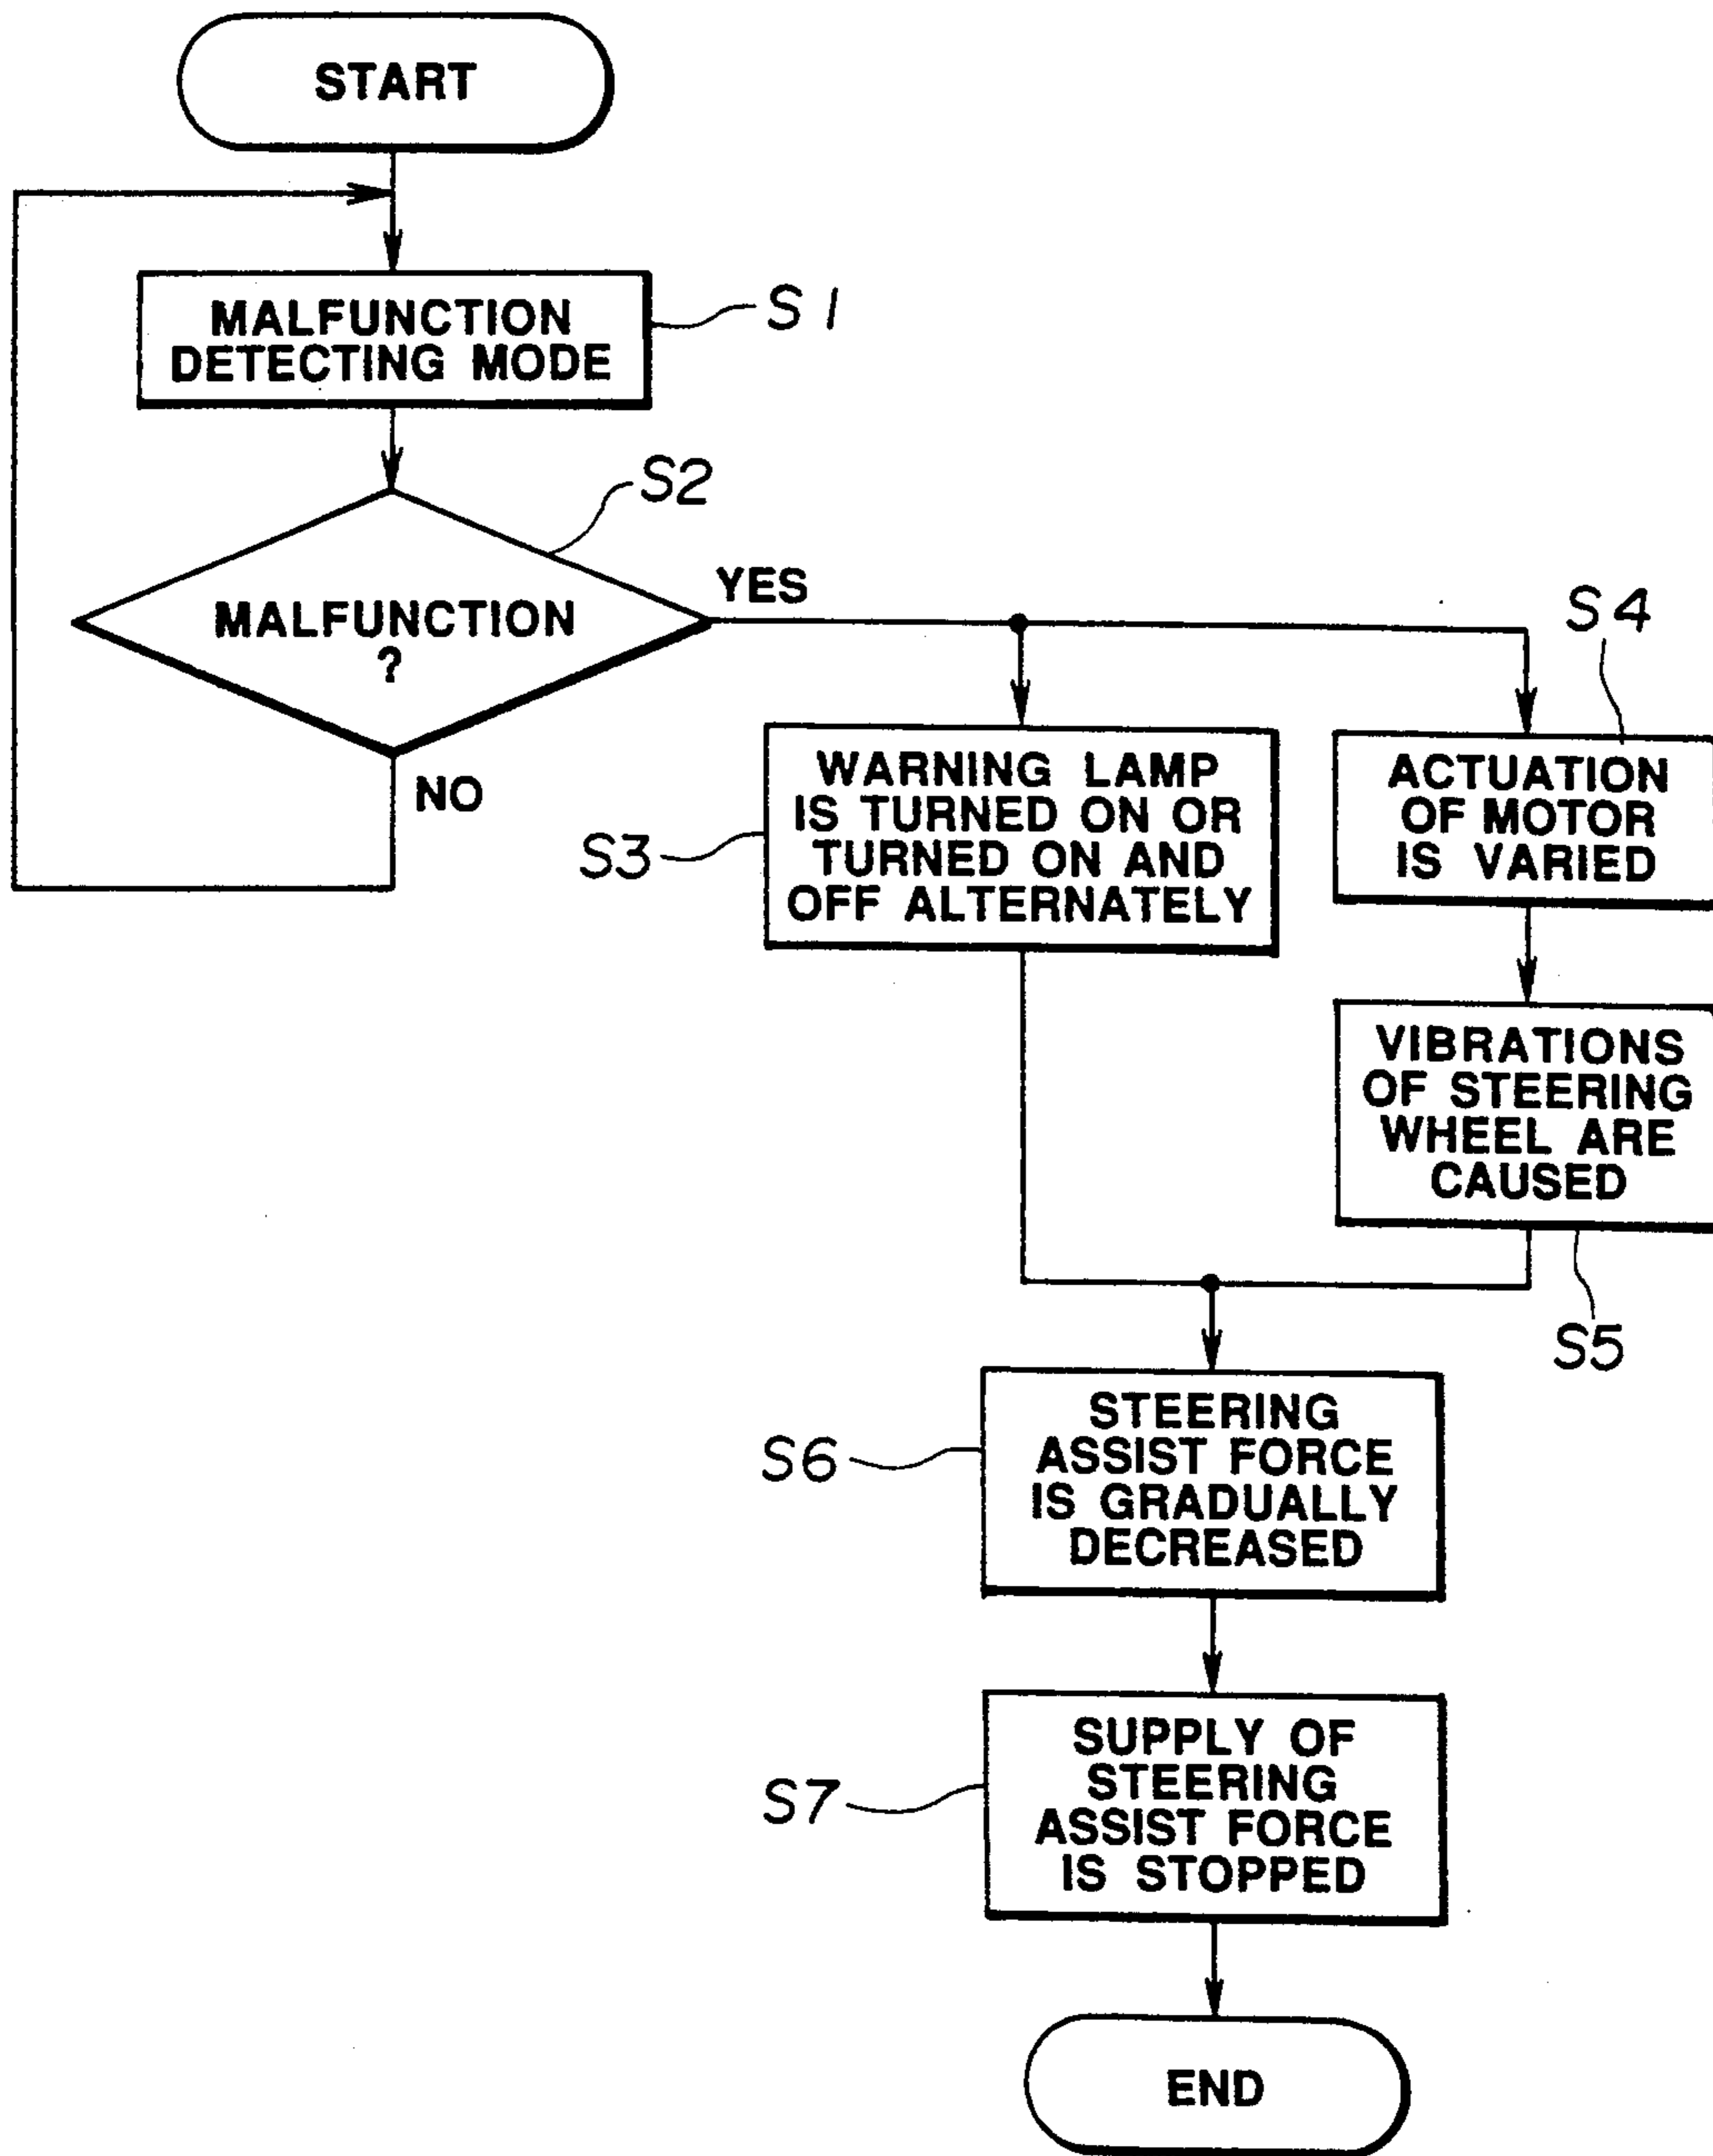 START
MALFUNCTION
DETECTING MODE
S1
S2
MALFUNCTION
?
YES
NO
S3
WARNING LAMP
IS TURNED ON OR
TURNED ON AND
OFF ALTERNATELY
S4
ACTUATION
OF MOTOR
IS VARIED
VIBRATIONS
OF STEERING
WHEEL ARE
CAUSED
S5
S6
STEERING
ASSIST FORCE
IS GRADUALLY
DECREASED
S7
SUPPLY OF
STEERING
ASSIST FORCE
IS STOPPED
END